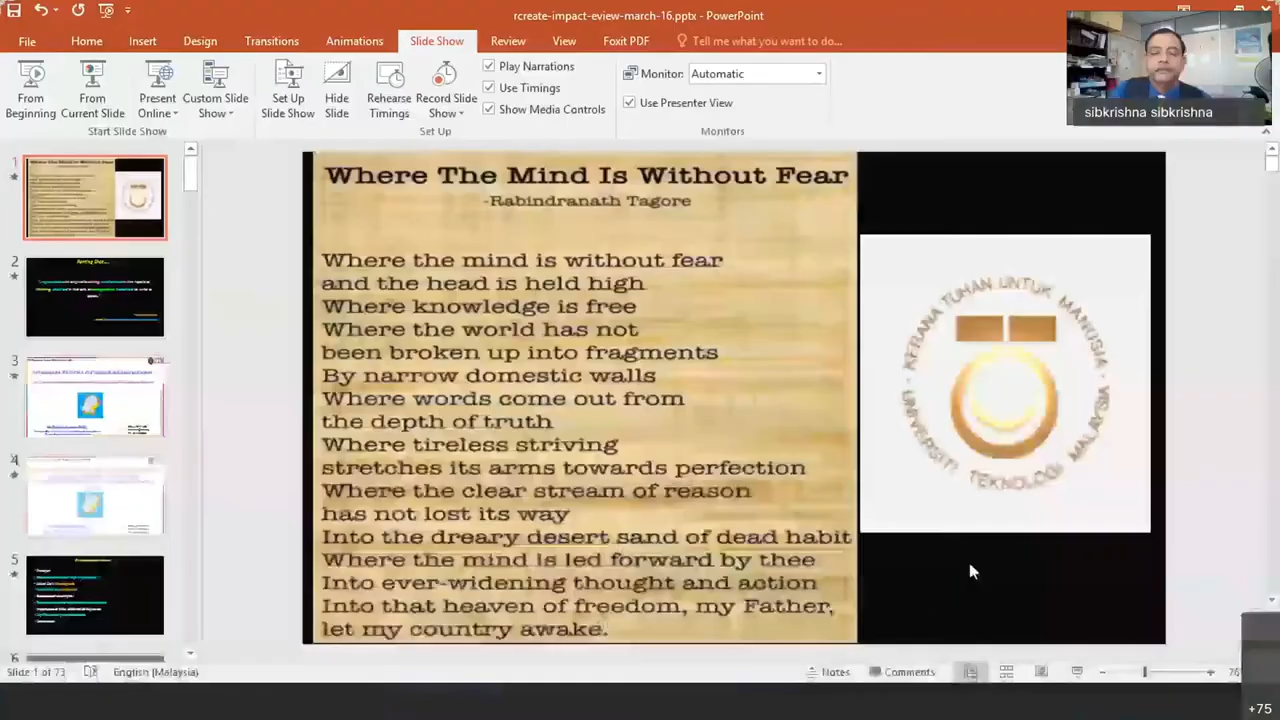 rcreate-impact-eview-march-16.pptx - PowerPoint
File Home Insert Design Transitions Animations Slide Show Review View Foxit PDF Tell me what you want to do...
From Beginning
From Current Slide
Present Online
Custom Slide Show
Start Slide Show
Set Up Slide Show
Hide Slide
Rehearse Timings
Record Slide Show
Play Narrations
Use Timings
Show Media Controls
Set Up
Monitor: Automatic
Use Presenter View
Monitors
sibkrishna sibkrishna
1
2
3
4
5
Where The Mind Is Without Fear
-Rabindranath Tagore
Where the mind is without fear
and the head is held high
Where knowledge is free
Where the world has not
been broken up into fragments
By narrow domestic walls
Where words come out from
the depth of truth
Where tireless striving
stretches its arms towards perfection
Where the clear stream of reason
has not lost its way
Into the dreary desert sand of dead habit
Where the mind is led forward by thee
Into ever-widening thought and action
Into that heaven of freedom, my Father,
let my country awake.
KERANA TUHAN UNTUK MANUSIA
UNIVERSITI TEKNOLOGI MALAYSIA
Slide 1 of 73 English (Malaysia) Notes Comments
+75